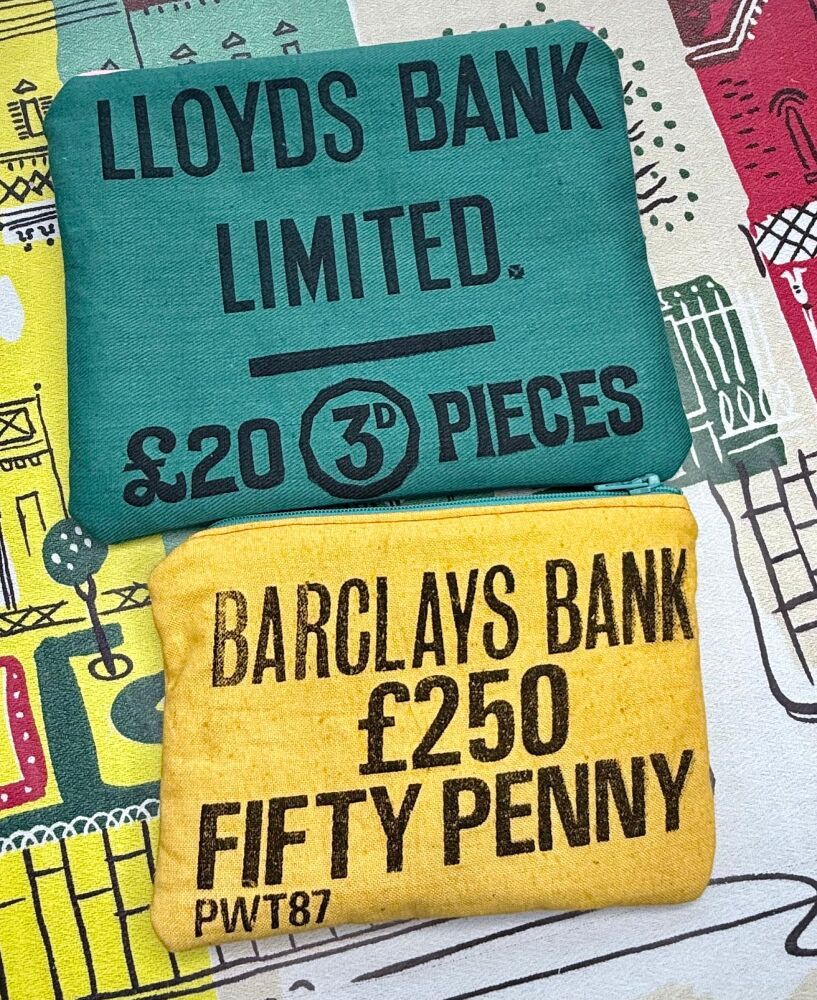 LLOYDS BANK
LIMITED.
£20 3D PIECES
BARCLAYS BANK
£250
FIFTY PENNY
PWT87